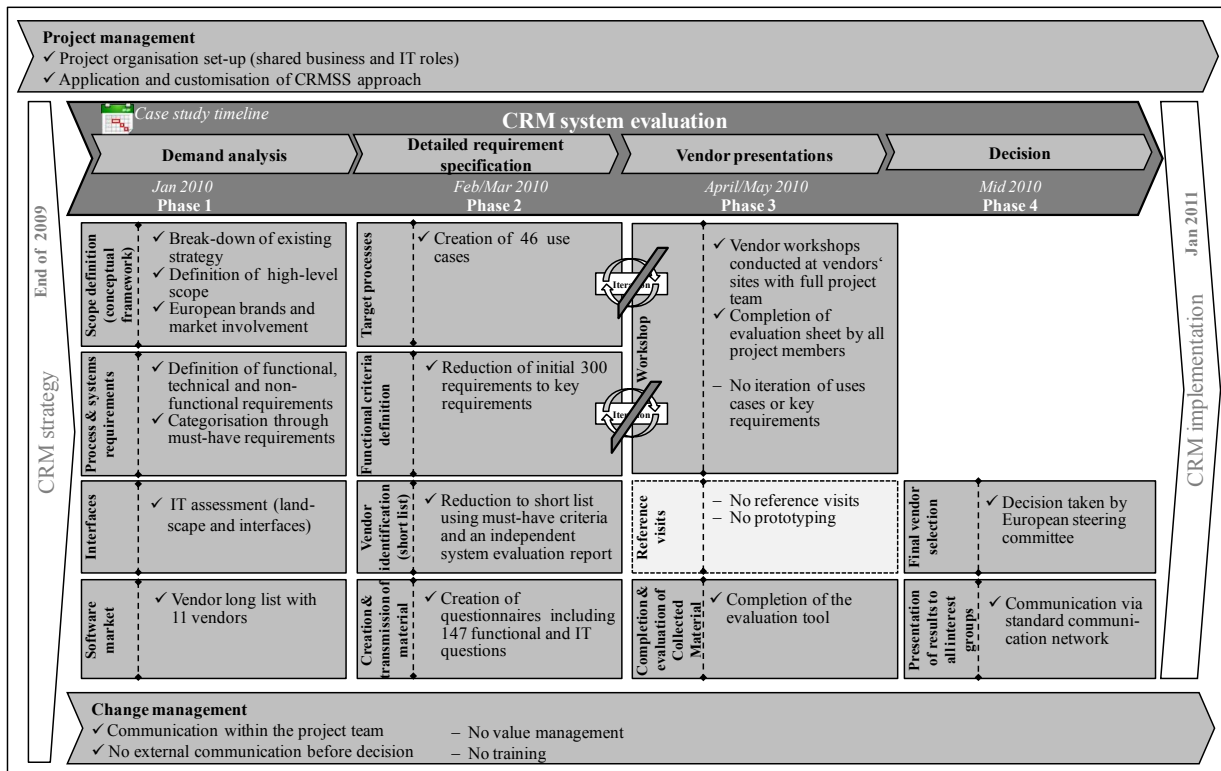 Project management
✓ Project organisation set-up (shared business and IT roles)
✓ Application and customisation of CRMSS approach
End of 2009
CRM strategy
Case study timeline
CRM system evaluation
Demand analysis
Jan 2010
Phase 1
Detailed requirement
specification
Feb/Mar 2010
Phase 2
Vendor presentations
April/May 2010
Phase 3
Decision
Mid 2010
Phase 4
Scope definition
(conceptual
framework)
✓ Break-down of existing
strategy
✓ Definition of high-level
scope
✓ European brands and
market involvement
Target processes
✓ Creation of 46 use
cases
Iteration
Workshop
✓ Vendor workshops
conducted at vendors‘
sites with full project
team
✓ Completion of
evaluation sheet by all
project members
– No iteration of uses
cases or key
requirements
Process & systems
requirements
✓ Definition of functional,
technical and non-
functional requirements
✓ Categorisation through
must-have requirements
Functional criteria
definition
✓ Reduction of initial 300
requirements to key
requirements
Iteration
Interfaces
✓ IT assessment (land-
scape and interfaces)
Vendor
identification
(short list)
✓ Reduction to short list
using must-have criteria
and an independent
system evaluation report
Reference
visits
– No reference visits
– No prototyping
Final vendor
selection
✓ Decision taken by
European steering
committee
Software
market
✓ Vendor long list with
11 vendors
Creation &
transmission of
material
✓ Creation of
questionnaires including
147 functional and IT
questions
Completion &
evaluation of
Collected
Material
✓ Completion of the
evaluation tool
Presentation
of results to
all interest
groups
✓ Communication via
standard communi-
cation network
Jan 2011
CRM implementation
Change management
✓ Communication within the project team
– No value management
✓ No external communication before decision
– No training